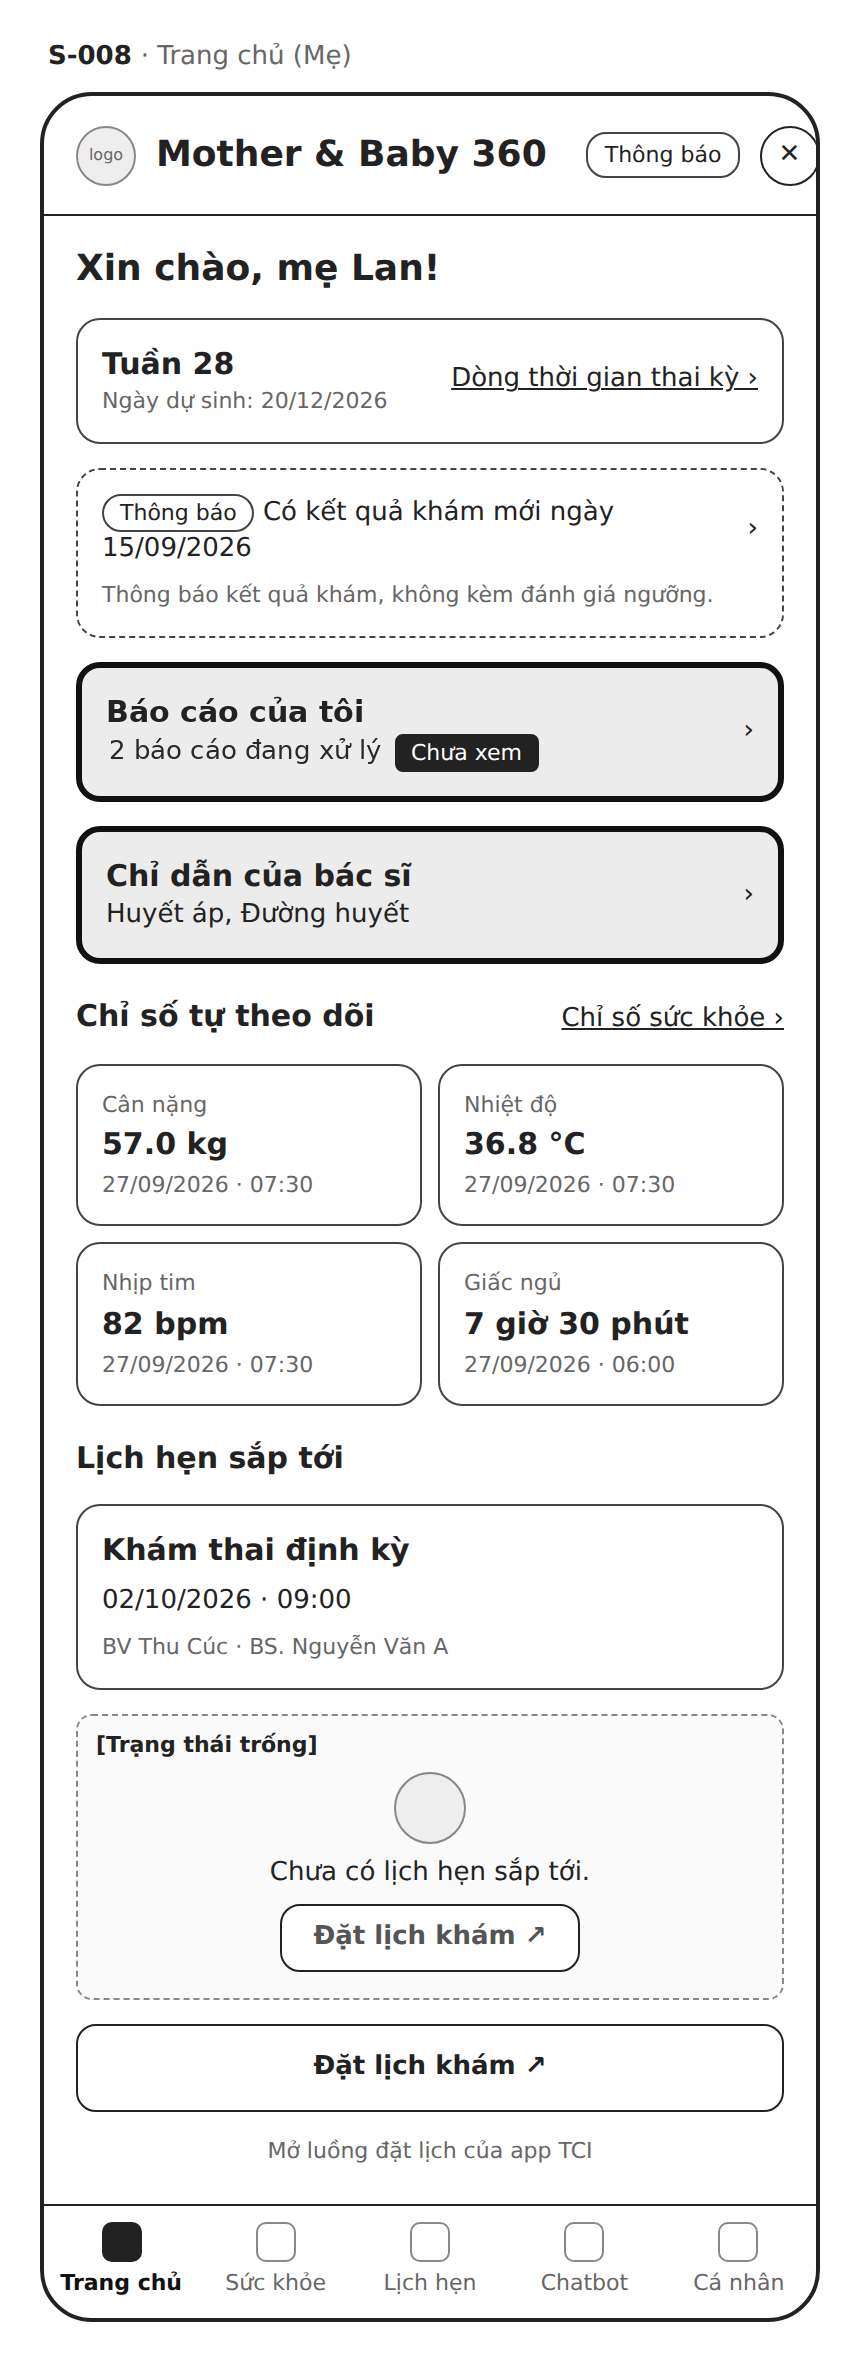 S-008 · Trang chủ (Mẹ)
logo
Mother & Baby 360
Thông báo
✕
Xin chào, mẹ Lan!
Tuần 28
Ngày dự sinh: 20/12/2026
Dòng thời gian thai kỳ ›
Thông báo Có kết quả khám mới ngày
15/09/2026
›
Thông báo kết quả khám, không kèm đánh giá ngưỡng.
Báo cáo của tôi
2 báo cáo đang xử lý Chưa xem
›
Chỉ dẫn của bác sĩ
Huyết áp, Đường huyết
›
Chỉ số tự theo dõi
Chỉ số sức khỏe ›
Cân nặng
57.0 kg
27/09/2026 · 07:30
Nhiệt độ
36.8 °C
27/09/2026 · 07:30
Nhịp tim
82 bpm
27/09/2026 · 07:30
Giấc ngủ
7 giờ 30 phút
27/09/2026 · 06:00
Lịch hẹn sắp tới
Khám thai định kỳ
02/10/2026 · 09:00
BV Thu Cúc · BS. Nguyễn Văn A
[Trạng thái trống]
Chưa có lịch hẹn sắp tới.
Đặt lịch khám ↗
Đặt lịch khám ↗
Mở luồng đặt lịch của app TCI
Trang chủ
Sức khỏe
Lịch hẹn
Chatbot
Cá nhân